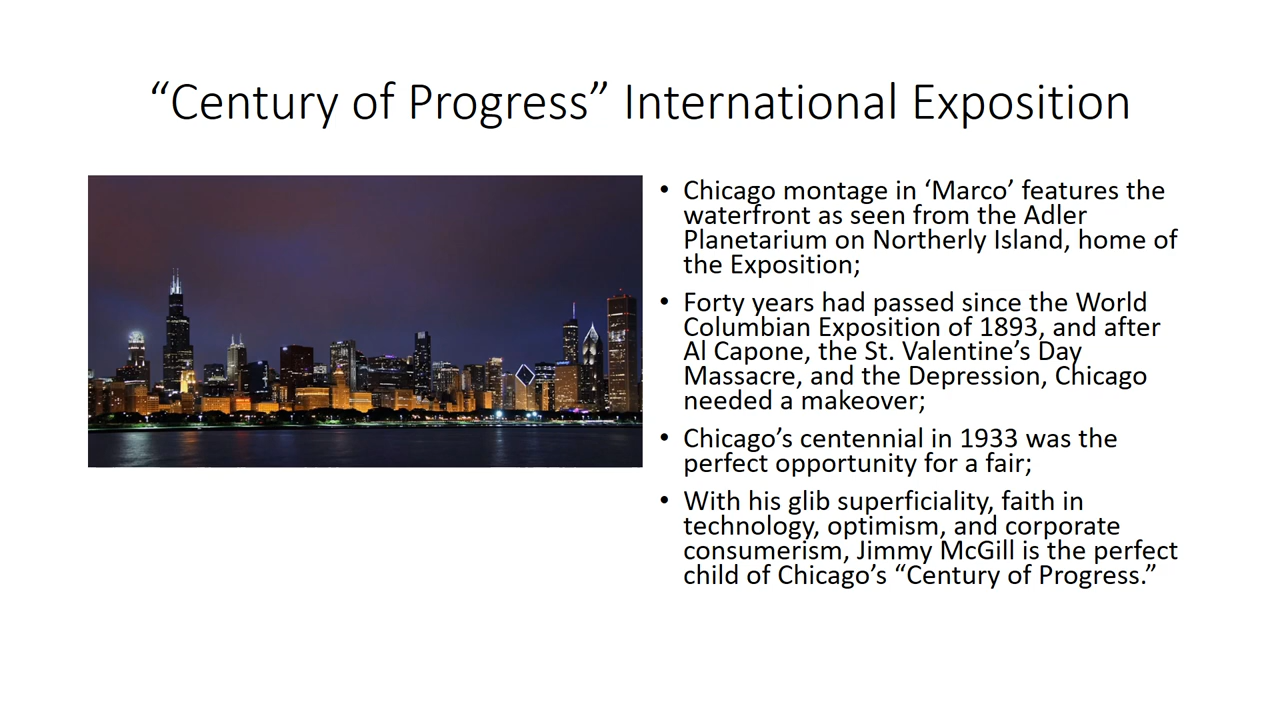 “Century of Progress” International Exposition
• Chicago montage in ‘Marco’ features the
waterfront as seen from the Adler
Planetarium on Northerly Island, home of
the Exposition;
• Forty years had passed since the World
Columbian Exposition of 1893, and after
Al Capone, the St. Valentine’s Day
Massacre, and the Depression, Chicago
needed a makeover;
• Chicago’s centennial in 1933 was the
perfect opportunity for a fair;
• With his glib superficiality, faith in
technology, optimism, and corporate
consumerism, Jimmy McGill is the perfect
child of Chicago’s “Century of Progress.”